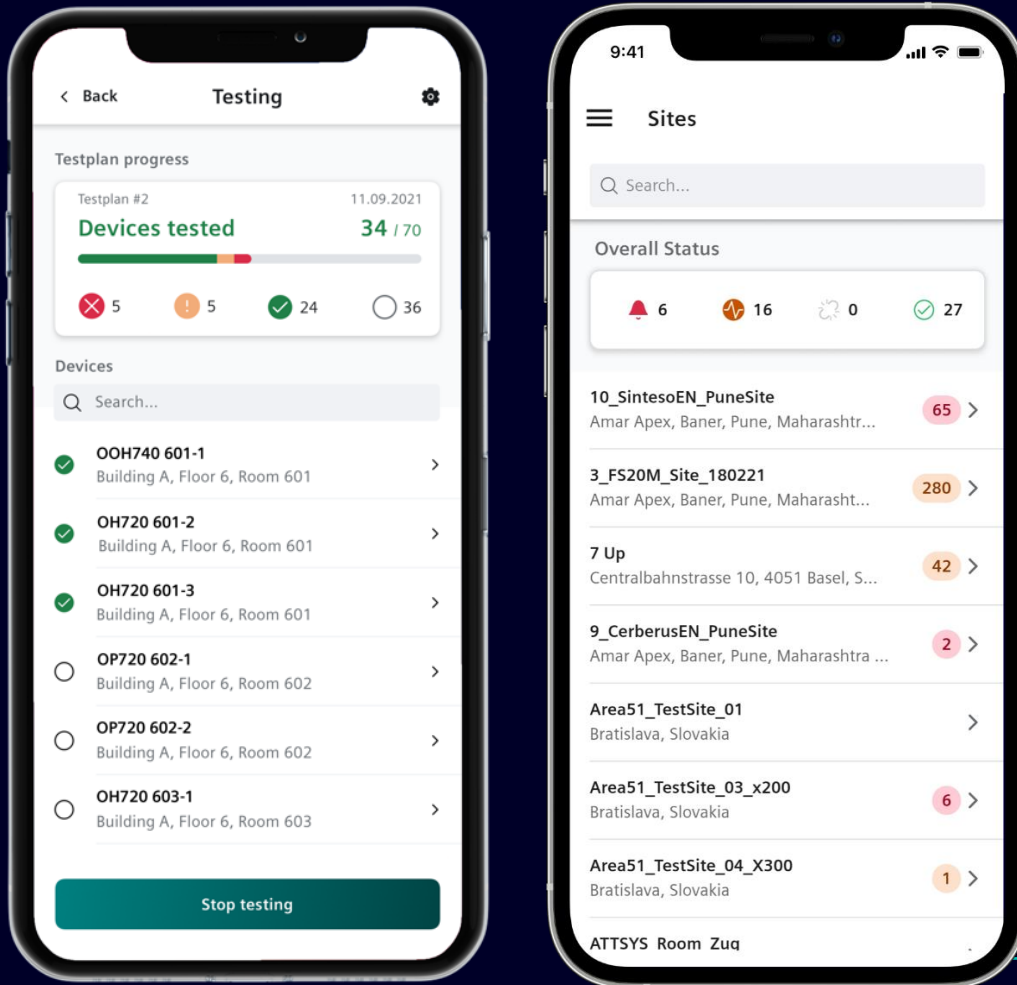 Back
Testing
Testplan progress
Testplan #2
11.09.2021
Devices tested
34 / 70
5
5
24
36
Devices
Search...
OOH740 601-1
Building A, Floor 6, Room 601
OH720 601-2
Building A, Floor 6, Room 601
OH720 601-3
Building A, Floor 6, Room 601
OP720 602-1
Building A, Floor 6, Room 602
OP720 602-2
Building A, Floor 6, Room 602
OH720 603-1
Building A, Floor 6, Room 603
Stop testing
9:41
Sites
Search...
Overall Status
6
16
0
27
10_SintesoEN_PuneSite
Amar Apex, Baner, Pune, Maharashtr...
65
3_FS20M_Site_180221
Amar Apex, Baner, Pune, Maharasht...
280
7 Up
Centralbahnstrasse 10, 4051 Basel, S...
42
9_CerberusEN_PuneSite
Amar Apex, Baner, Pune, Maharashtra ...
2
Area51_TestSite_01
Bratislava, Slovakia
Area51_TestSite_03_x200
Bratislava, Slovakia
6
Area51_TestSite_04_X300
Bratislava, Slovakia
1
ATTSYS_Room_Zug